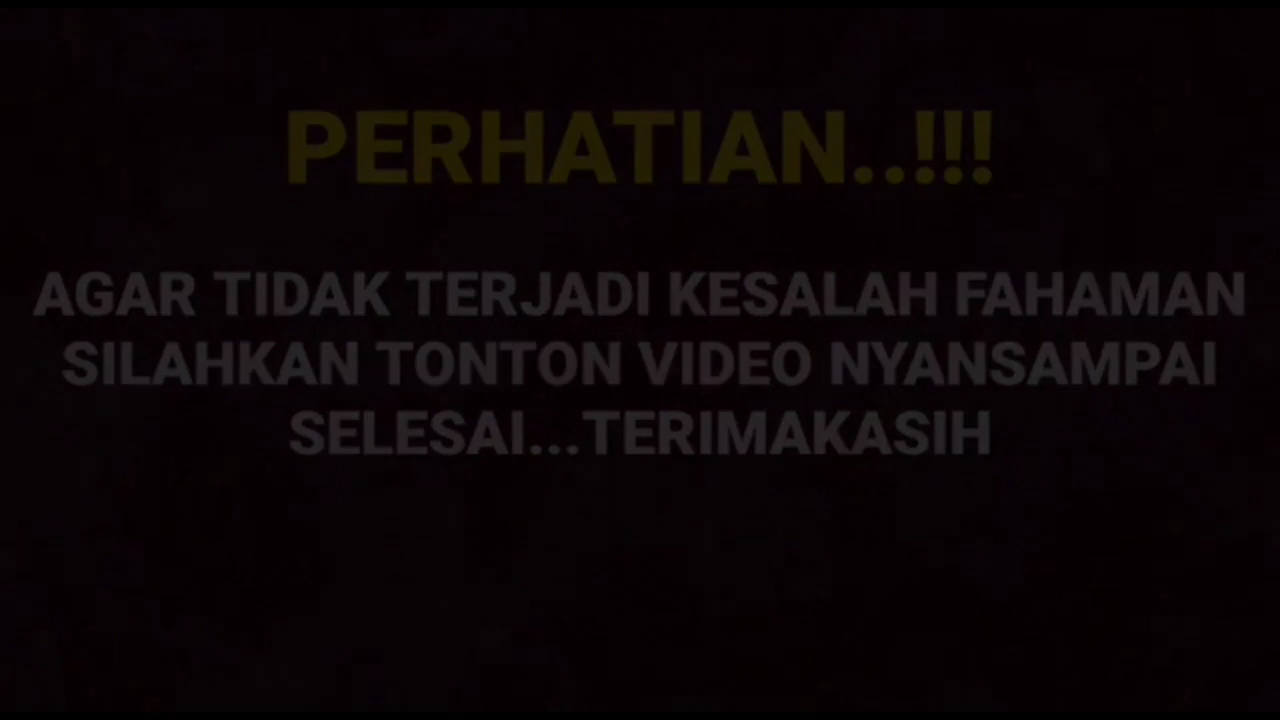 PERHATIAN..!!!
AGAR TIDAK TERJADI KESALAH FAHAMAN
SILAHKAN TONTON VIDEO NYANSAMPAI
SELESAI...TERIMAKASIH